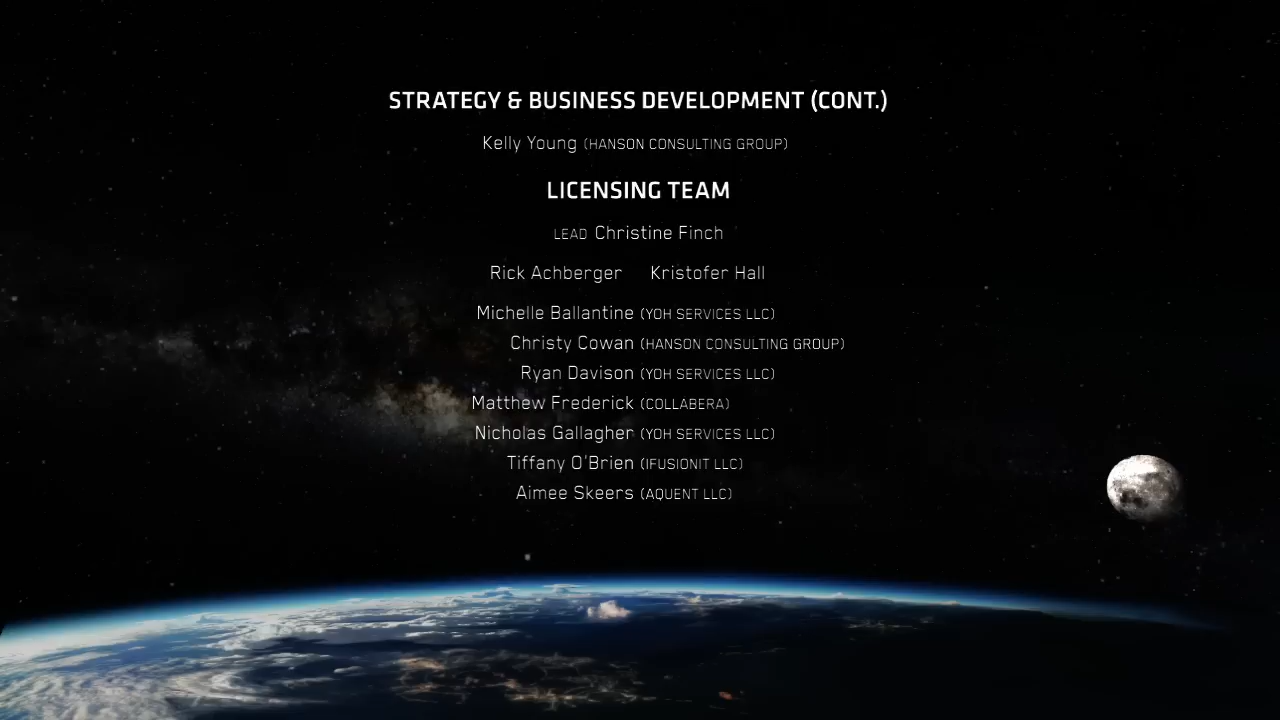 STRATEGY & BUSINESS DEVELOPMENT (CONT.)
Kelly Young (HANSON CONSULTING GROUP)
LICENSING TEAM
LEAD Christine Finch
Rick Achberger Kristofer Hall
Michelle Ballantine (YOH SERVICES LLC)
Christy Cowan (HANSON CONSULTING GROUP)
Ryan Davison (YOH SERVICES LLC)
Matthew Frederick (COLLABERA)
Nicholas Gallagher (YOH SERVICES LLC)
Tiffany O'Brien (IFUSIONIT LLC)
Aimee Skeers (AQUENT LLC)